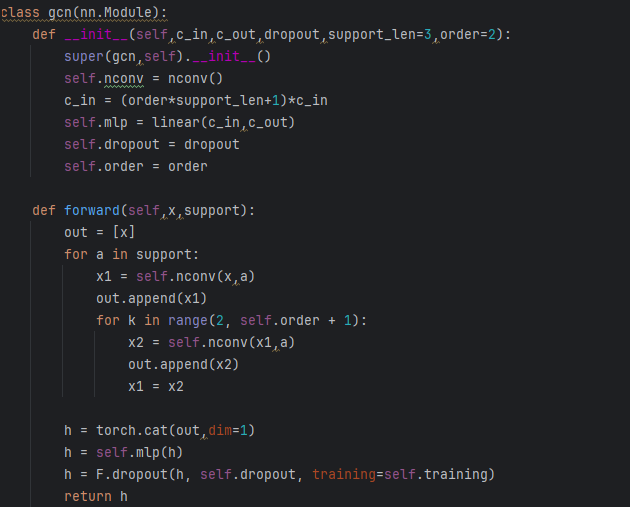 class gcn(nn.Module):
    def __init__(self,c_in,c_out,dropout,support_len=3,order=2):
        super(gcn,self).__init__()
        self.nconv = nconv()
        c_in = (order*support_len+1)*c_in
        self.mlp = linear(c_in,c_out)
        self.dropout = dropout
        self.order = order

    def forward(self,x,support):
        out = [x]
        for a in support:
            x1 = self.nconv(x,a)
            out.append(x1)
            for k in range(2, self.order + 1):
                x2 = self.nconv(x1,a)
                out.append(x2)
                x1 = x2

        h = torch.cat(out,dim=1)
        h = self.mlp(h)
        h = F.dropout(h, self.dropout, training=self.training)
        return h